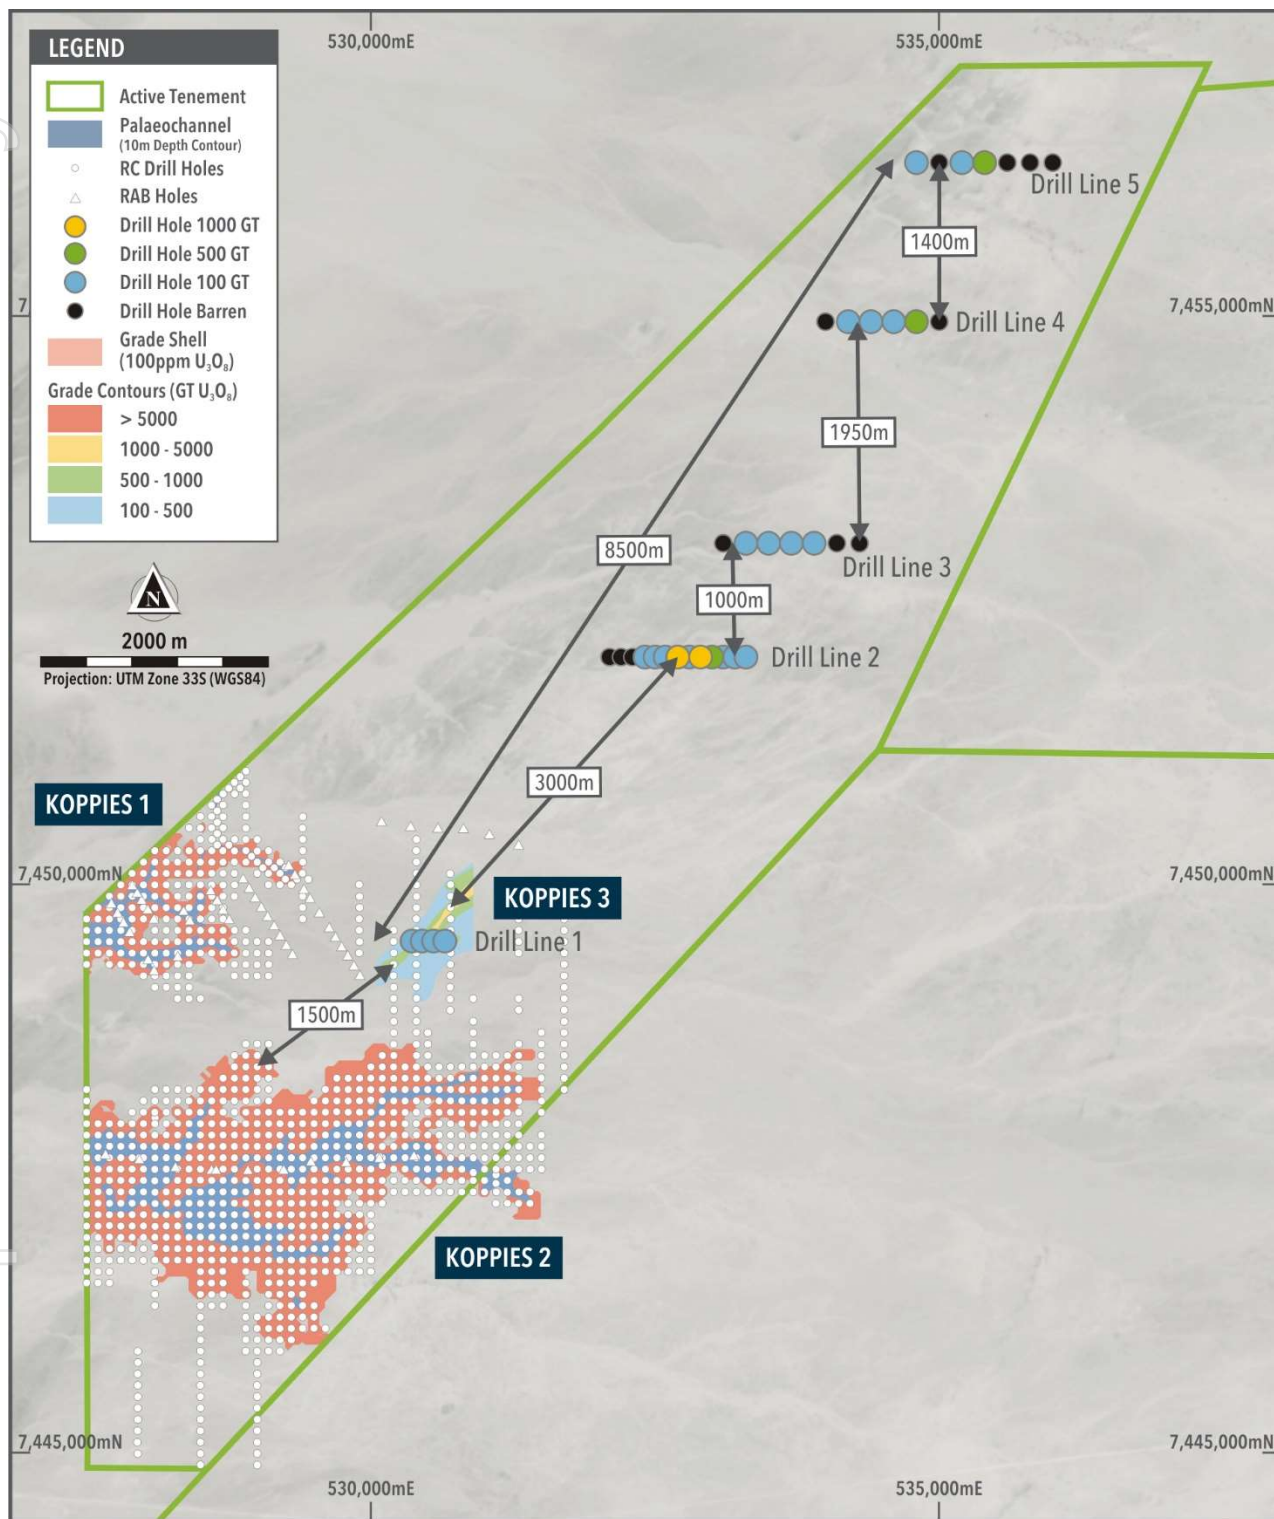 530,000mE
535,000mE
LEGEND
Active Tenement
Palaeochannel
(10m Depth Contour)
RC Drill Holes
RAB Holes
Drill Hole 1000 GT
Drill Hole 500 GT
Drill Hole 100 GT
Drill Hole Barren
Grade Shell
(100ppm U₃O₈)
Grade Contours (GT U₃O₈)
> 5000
1000 - 5000
500 - 1000
100 - 500
N
2000 m
Projection: UTM Zone 33S (WGS84)
Drill Line 5
1400m
7,455,000mN
Drill Line 4
1950m
8500m
Drill Line 3
1000m
Drill Line 2
3000m
KOPPIES 1
7,450,000mN
7,450,000mN
KOPPIES 3
Drill Line 1
1500m
KOPPIES 2
7,445,000mN
7,445,000mN
530,000mE
535,000mE